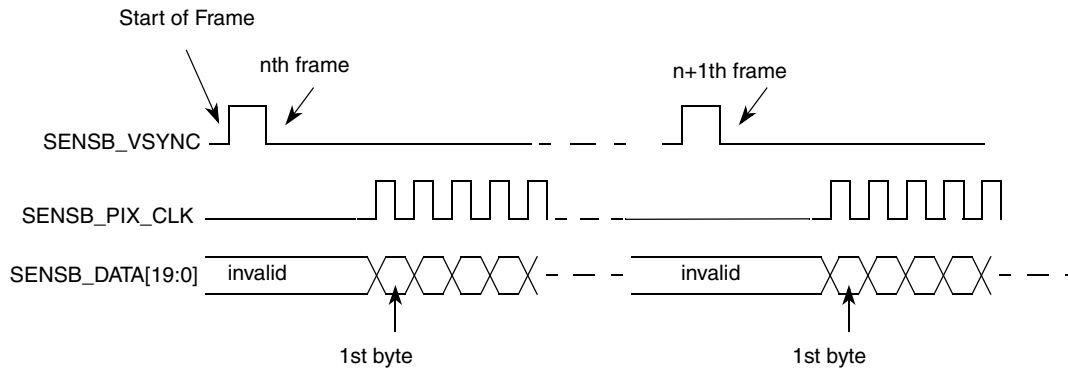 Start of Frame
nth frame
n+1th frame
SENSB_VSYNC
SENSB_PIX_CLK
SENSB_DATA[19:0]
invalid
invalid
1st byte
1st byte